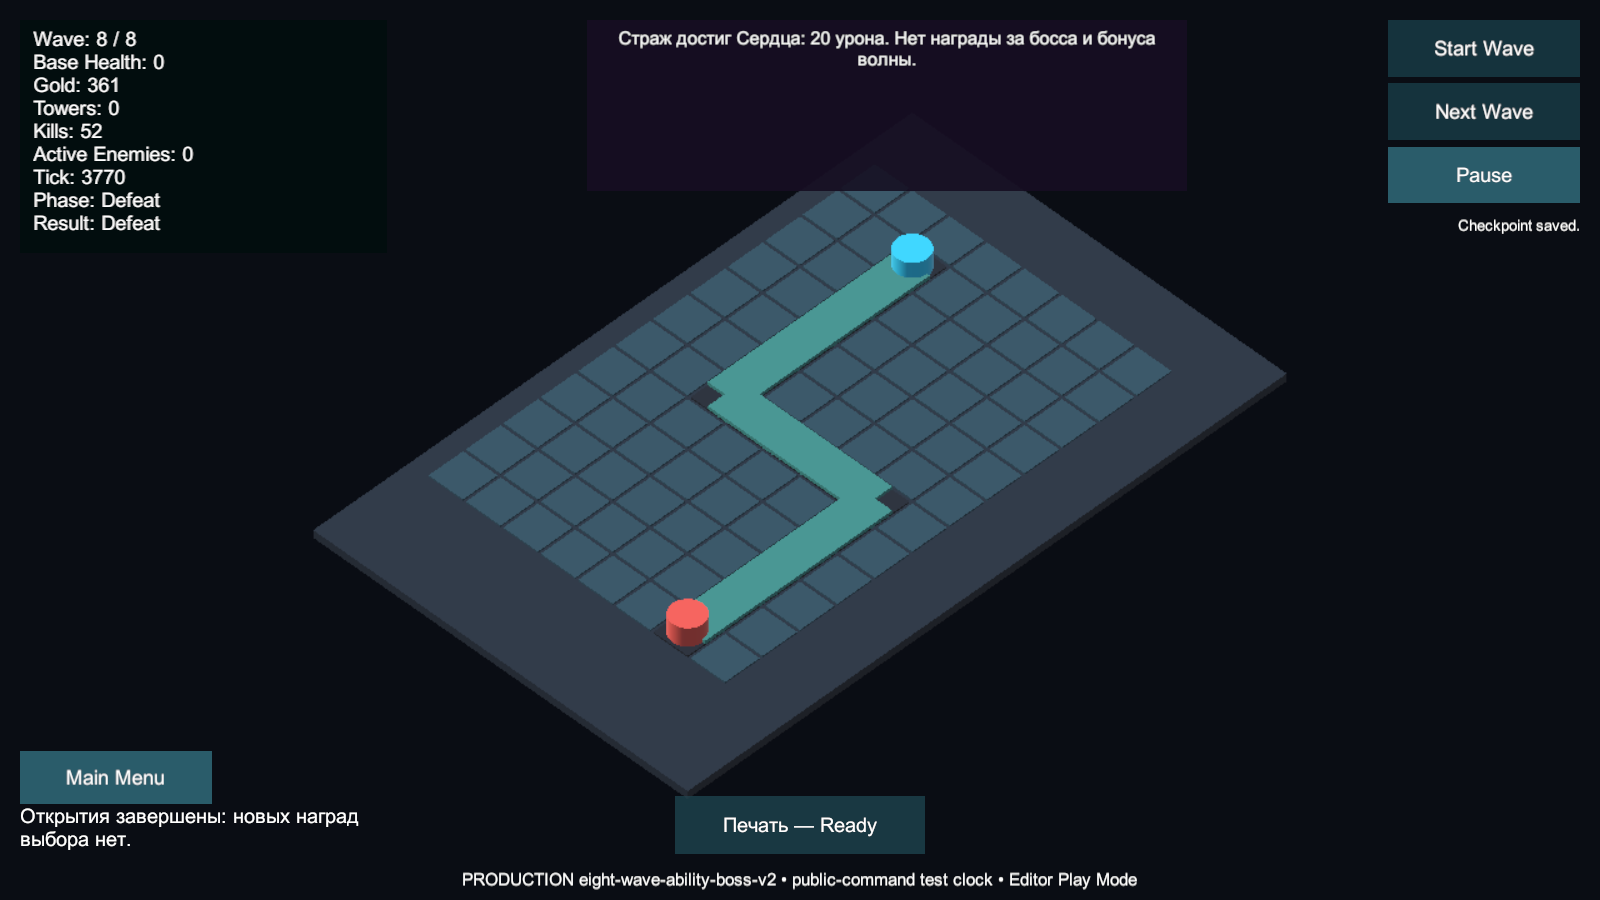 Wave: 8 / 8
Base Health: 0
Gold: 361
Towers: 0
Kills: 52
Active Enemies: 0
Tick: 3770
Phase: Defeat
Result: Defeat
Страж достиг Сердца: 20 урона. Нет награды за босса и бонуса
волны.
Start Wave
Next Wave
Pause
Checkpoint saved.
Main Menu
Открытия завершены: новых наград
выбора нет.
Печать — Ready
PRODUCTION eight-wave-ability-boss-v2 • public-command test clock • Editor Play Mode